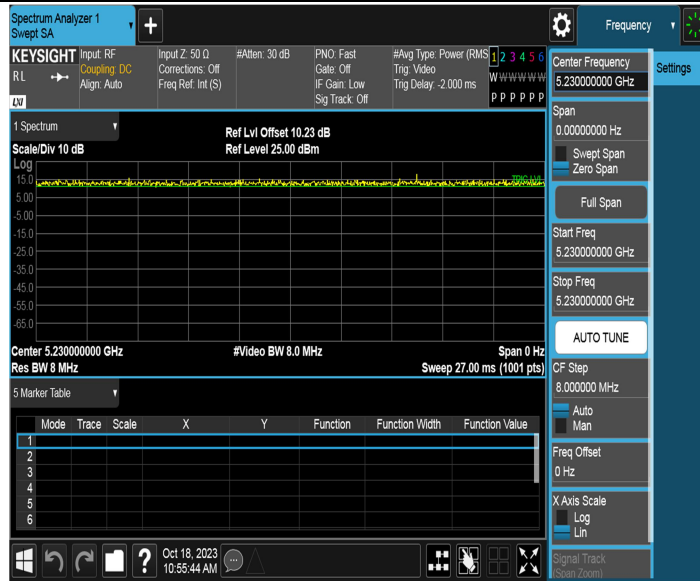 Spectrum Analyzer 1
Swept SA
Frequency
KEYSIGHT
RL
LXI
Input: RF
Coupling: DC
Align: Auto
Input Z: 50 Ω
Corrections: Off
Freq Ref: Int (S)
#Atten: 30 dB
PNO: Fast
Gate: Off
IF Gain: Low
Sig Track: Off
#Avg Type: Power (RMS
Trig: Video
Trig Delay: -2.000 ms
1 2 3 4 5 6
W W W W W W
P P P P P P
Center Frequency
5.230000000 GHz
Settings
Span
0.00000000 Hz
Swept Span
Zero Span
Full Span
Start Freq
5.230000000 GHz
Stop Freq
5.230000000 GHz
AUTO TUNE
CF Step
8.000000 MHz
Auto
Man
Freq Offset
0 Hz
X Axis Scale
Log
Lin
Signal Track
(Span Zoom)
1 Spectrum
Scale/Div 10 dB
Ref Lvl Offset 10.23 dB
Ref Level 25.00 dBm
Log
15.0
TRIG LVL
5.00
-5.00
-15.0
-25.0
-35.0
-45.0
-55.0
-65.0
Center 5.230000000 GHz
#Video BW 8.0 MHz
Span 0 Hz
Res BW 8 MHz
Sweep 27.00 ms (1001 pts)
5 Marker Table
Mode Trace Scale X Y Function Function Width Function Value
1
2
3
4
5
6
?
Oct 18, 2023
10:55:44 AM